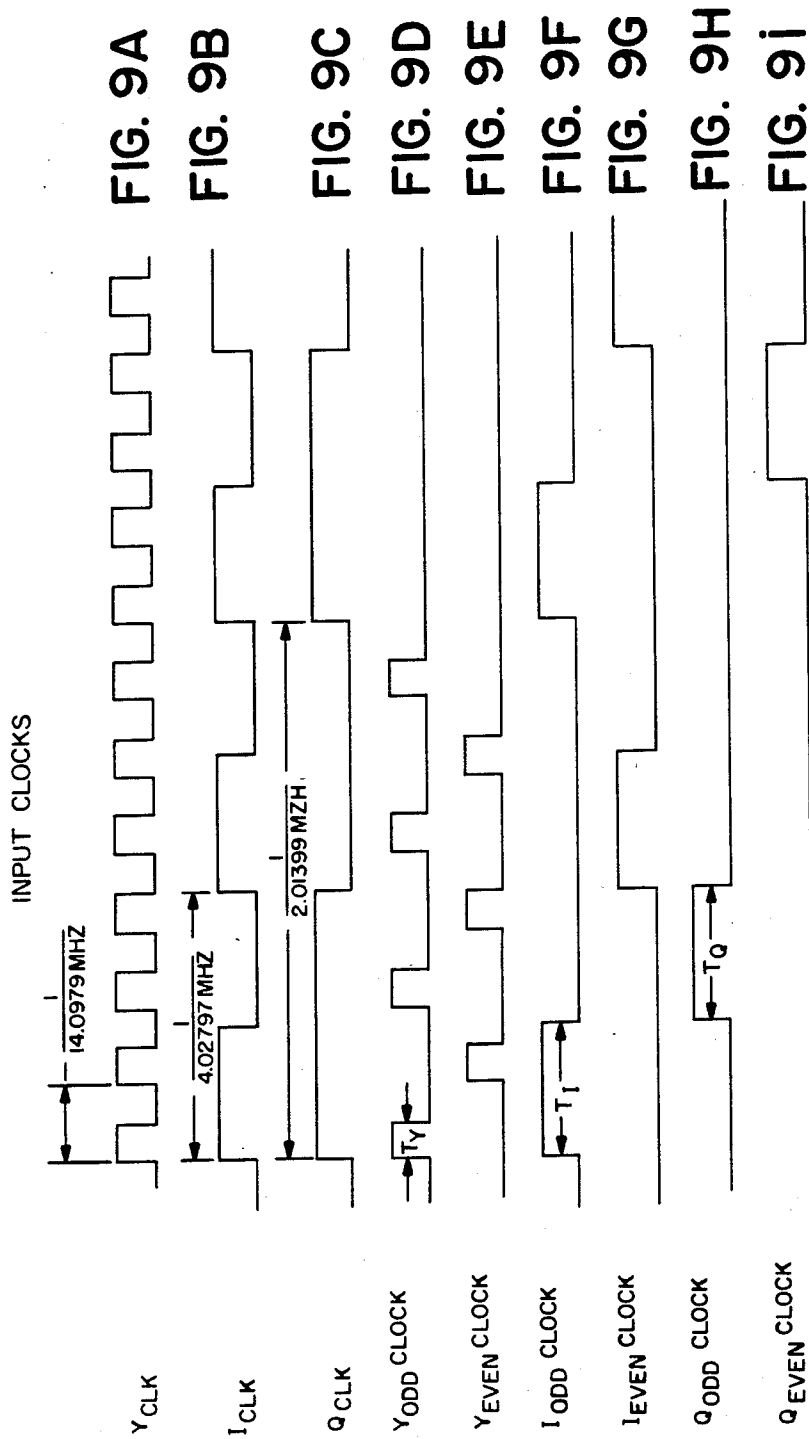 INPUT CLOCKS
YCLK
1
14.0979 MHZ
FIG. 9A
ICLK
1
4.02797 MHZ
FIG. 9B
QCLK
1
2.01399 MZH
FIG. 9C
YODD CLOCK
TY
FIG. 9D
YEVEN CLOCK
FIG. 9E
IODD CLOCK
TI
FIG. 9F
IEVEN CLOCK
FIG. 9G
QODD CLOCK
TQ
FIG. 9H
QEVEN CLOCK
FIG. 9i